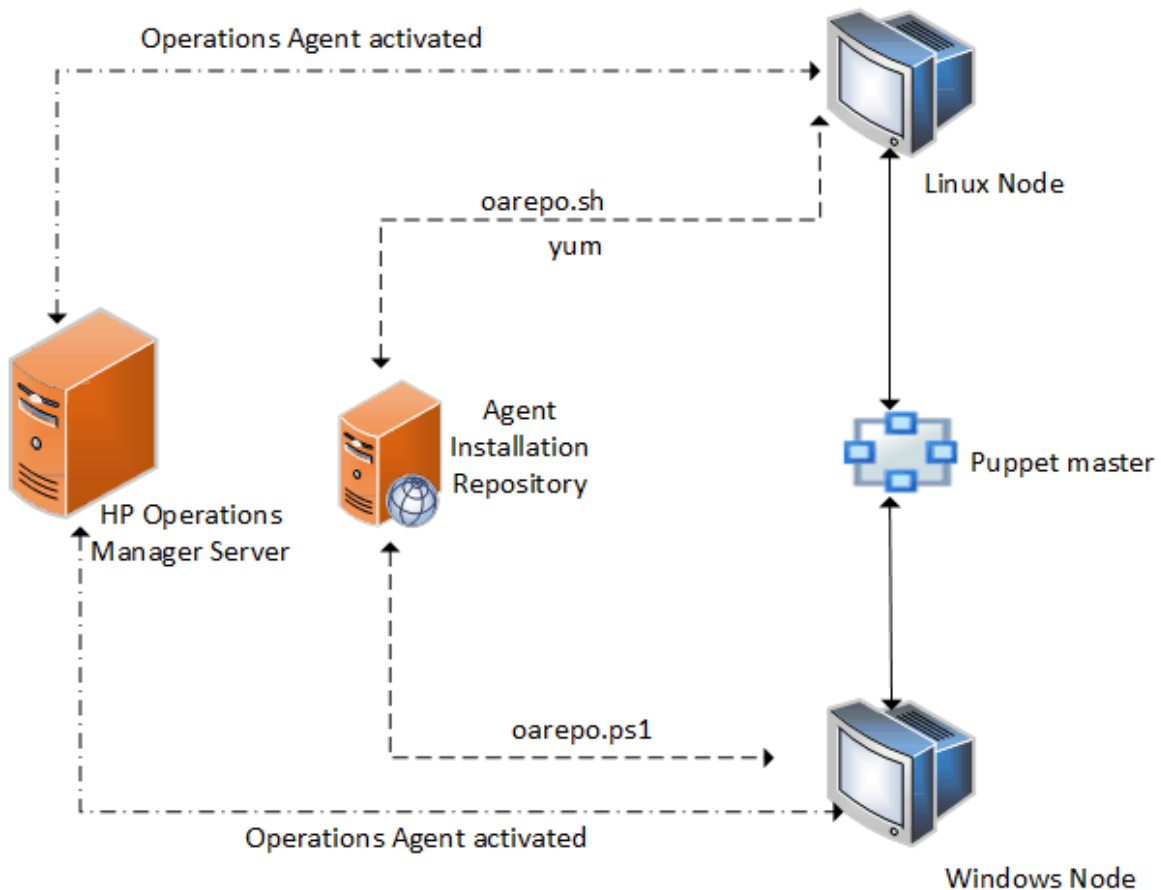 Operations Agent activated
Linux Node
oarepo.sh
yum
Agent
Installation
Repository
Puppet master
HP Operations
Manager Server
oarepo.ps1
Operations Agent activated
Windows Node